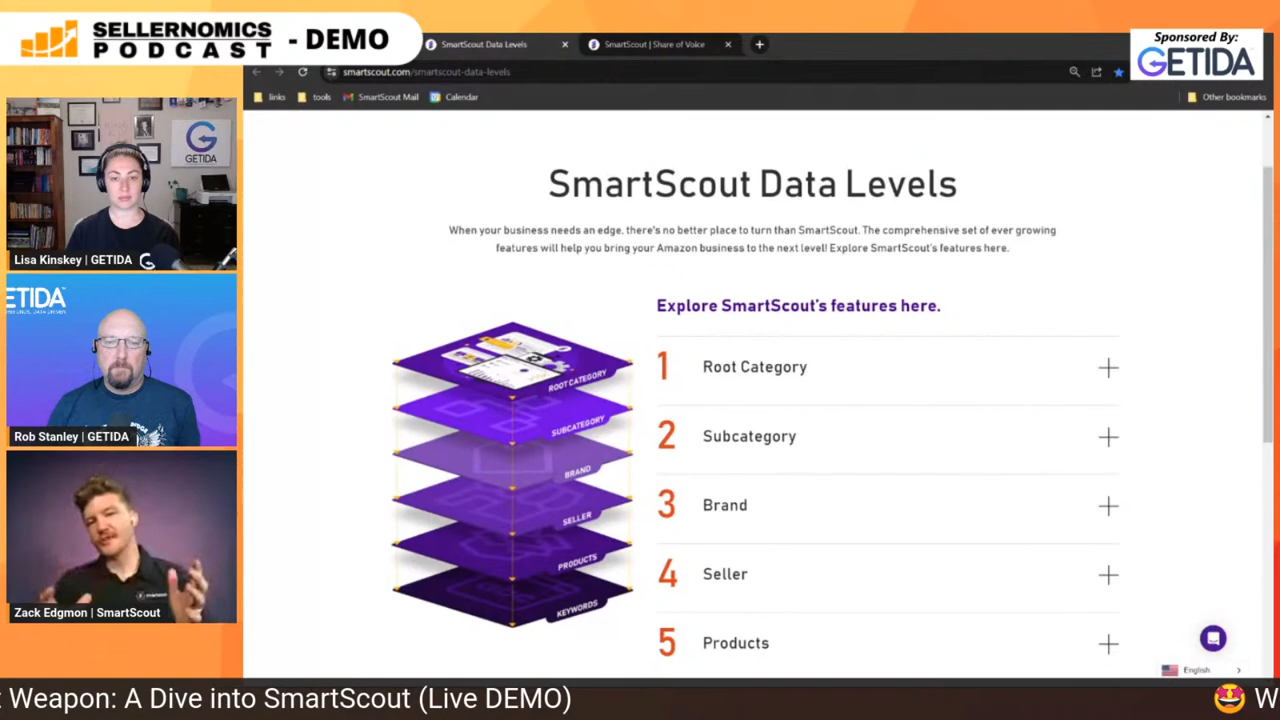 SELLERNOMICS
PODCAST
- DEMO
SmartScout Data Levels
SmartScout | Share of Voice
Sponsored By:
GETIDA
smartscout.com/smartscout-data-levels
links
tools
SmartScout Mail
Calendar
Other bookmarks
GETIDA
Lisa Kinskey | GETIDA
ETIDA
Rob Stanley | GETIDA
Zack Edgmon | SmartScout
SmartScout Data Levels
When your business needs an edge, there's no better place to turn than SmartScout. The comprehensive set of ever growing
features will help you bring your Amazon business to the next level! Explore SmartScout's features here.
Explore SmartScout's features here.
ROOT CATEGORY
SUBCATEGORY
BRAND
SELLER
PRODUCTS
KEYWORDS
1 Root Category
2 Subcategory
3 Brand
4 Seller
5 Products
English
t Weapon: A Dive into SmartScout (Live DEMO)
W